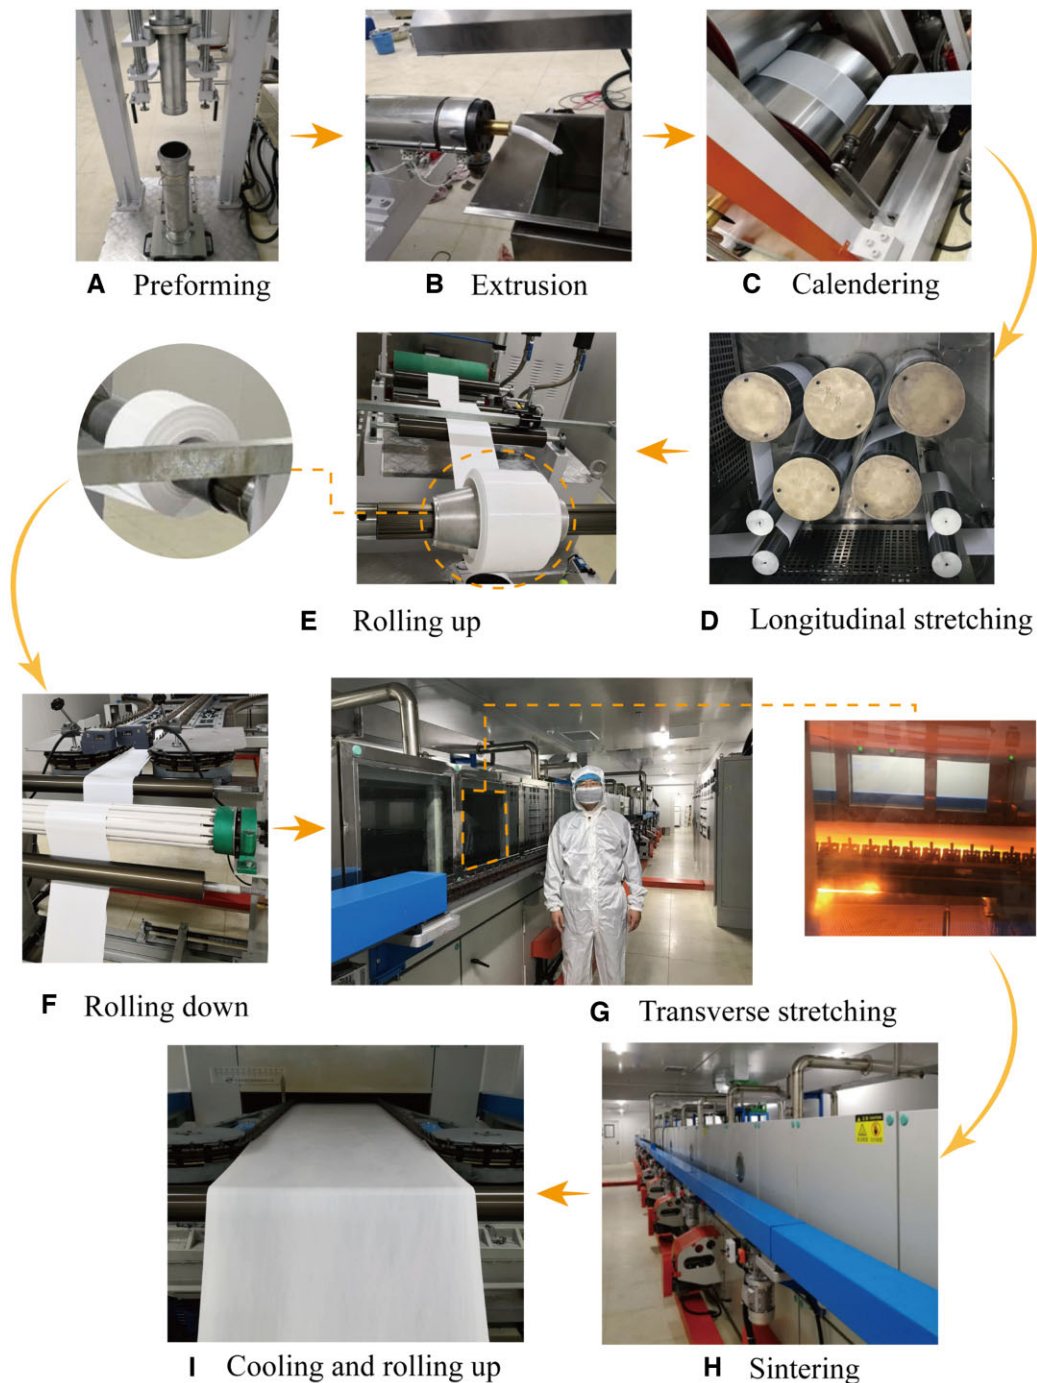 A Preforming
B Extrusion
C Calendering
E Rolling up
D Longitudinal stretching
F Rolling down
G Transverse stretching
I Cooling and rolling up
H Sintering